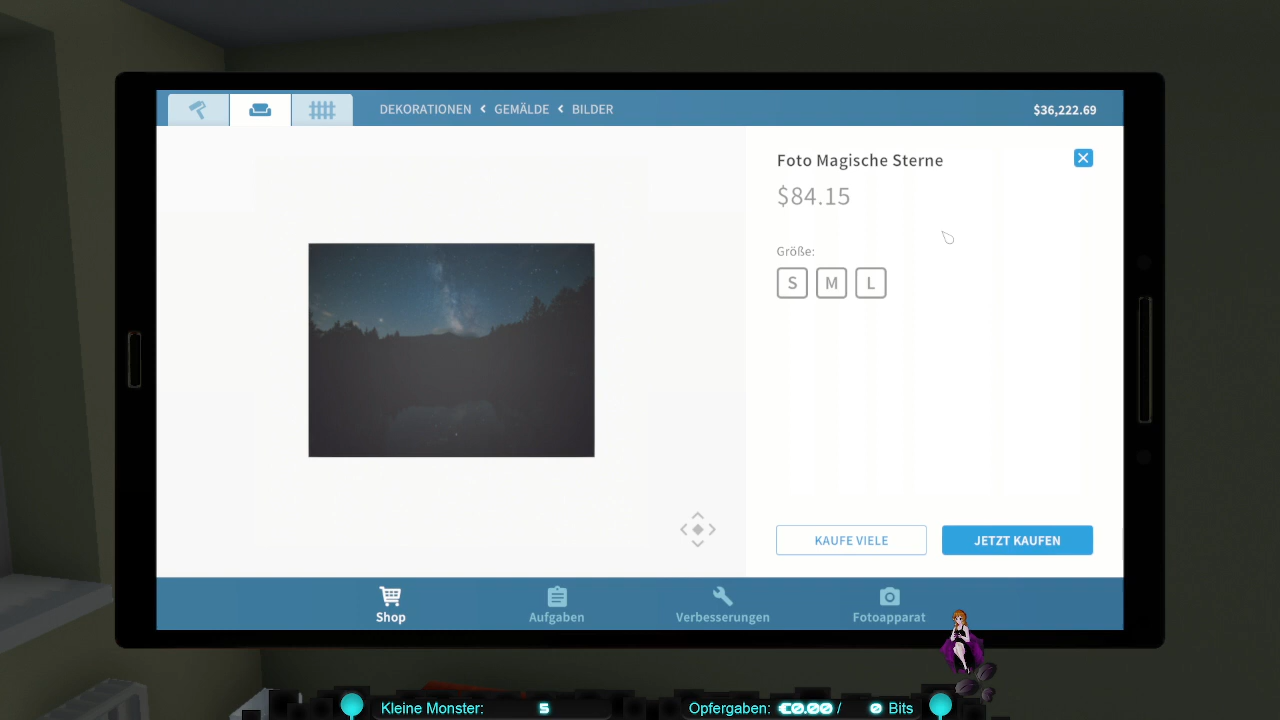 DEKORATIONEN < GEMÄLDE < BILDER
$36,222.69
Foto Magische Sterne
$84.15
Größe:
S M L
KAUFE VIELE
JETZT KAUFEN
Shop
Aufgaben
Verbesserungen
Fotoapparat
Kleine Monster: 5
Opfergaben: €0.00 / 0 Bits